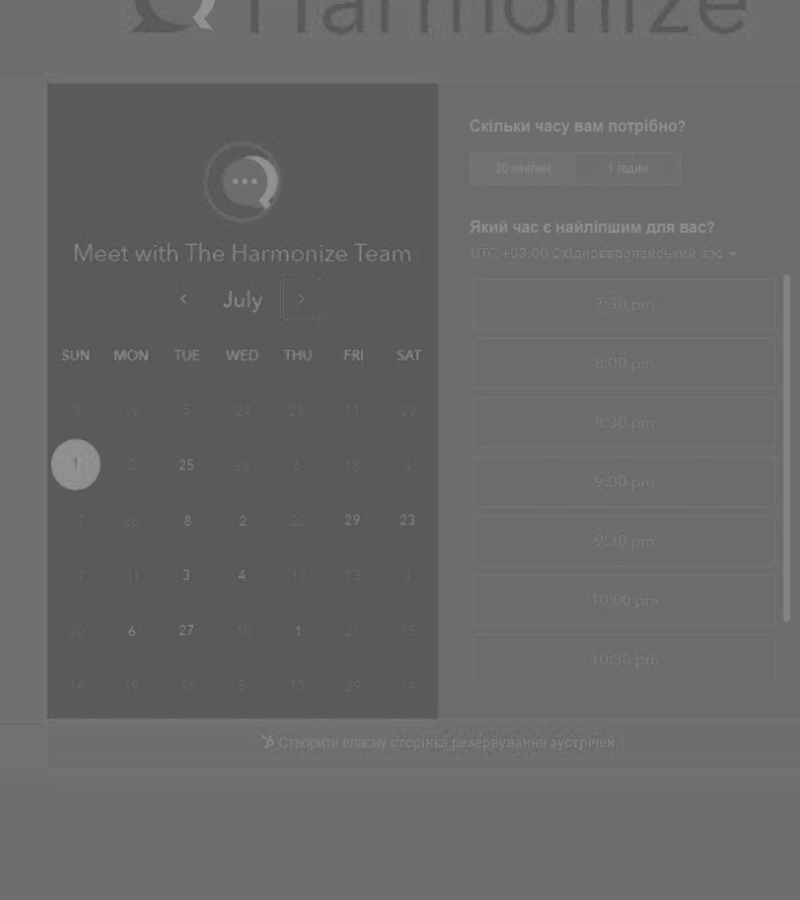 Harmonize
Meet with The Harmonize Team
‹ July ›
SUN MON TUE WED THU FRI SAT
3 19 5 24 25 11 29
1 2 25 28 6 18 4
17 28 8 2 22 29 23
17 31 3 4 17 13 4
20 6 27 10 1 21 15
14 19 16 5 13 29 14
Скільки часу вам потрібно?
30 хвилин 1 годин
Який час є найліпшим для вас?
UTC +03:00 Східноєвропейський час
7:30 pm
8:00 pm
8:30 pm
9:00 pm
9:30 pm
10:00 pm
10:30 pm
Створити власну сторінка резервування зустрічей